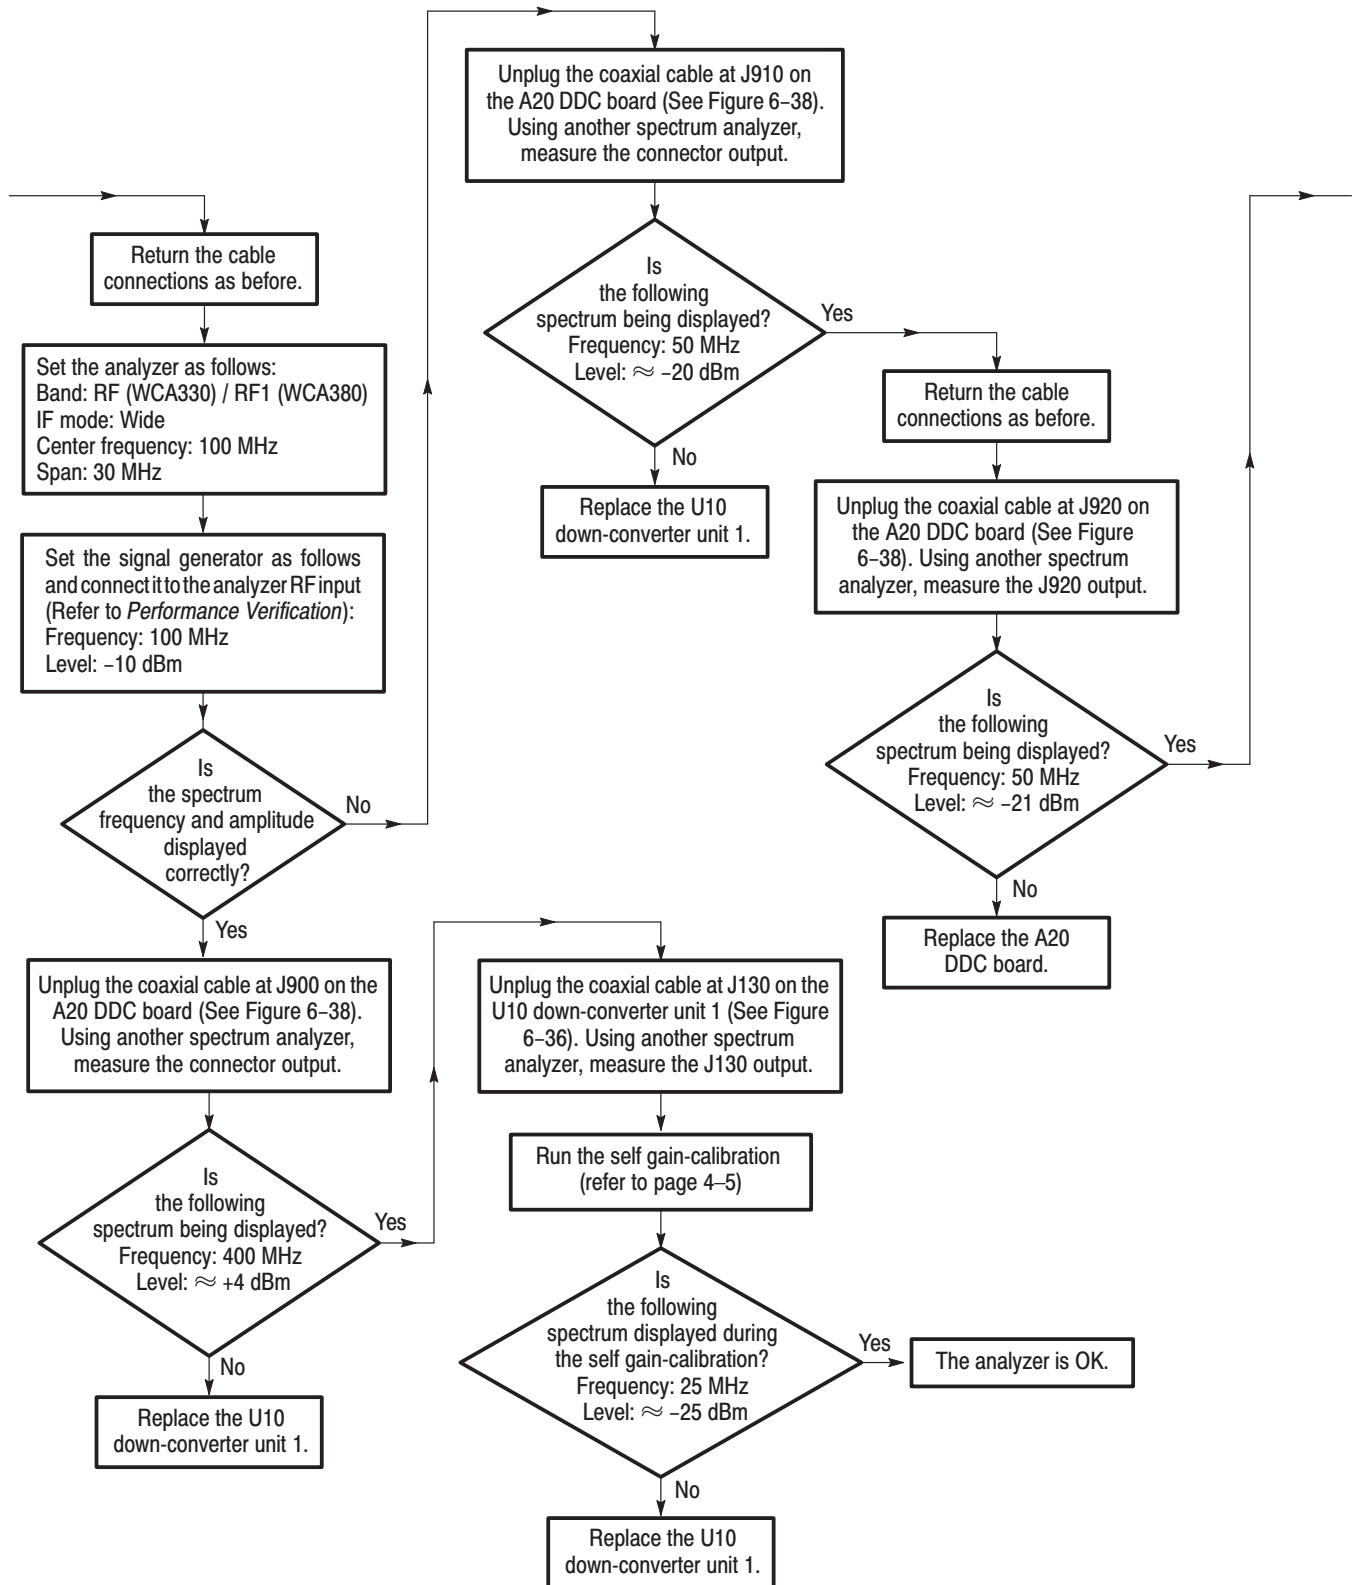 Return the cable
connections as before.
Set the analyzer as follows:
Band: RF (WCA330) / RF1 (WCA380)
IF mode: Wide
Center frequency: 100 MHz
Span: 30 MHz
Set the signal generator as follows
and connect it to the analyzer RF input
(Refer to Performance Verification):
Frequency: 100 MHz
Level: –10 dBm
Is
the spectrum
frequency and amplitude
displayed
correctly?
No
Yes
Unplug the coaxial cable at J910 on
the A20 DDC board (See Figure 6–38).
Using another spectrum analyzer,
measure the connector output.
Is
the following
spectrum being displayed?
Frequency: 50 MHz
Level: ≈ –20 dBm
Yes
No
Replace the U10
down-converter unit 1.
Return the cable
connections as before.
Unplug the coaxial cable at J920 on
the A20 DDC board (See Figure
6–38). Using another spectrum
analyzer, measure the J920 output.
Is
the following
spectrum being displayed?
Frequency: 50 MHz
Level: ≈ –21 dBm
Yes
No
Replace the A20
DDC board.
Unplug the coaxial cable at J900 on the
A20 DDC board (See Figure 6–38).
Using another spectrum analyzer,
measure the connector output.
Is
the following
spectrum being displayed?
Frequency: 400 MHz
Level: ≈ +4 dBm
Yes
No
Replace the U10
down-converter unit 1.
Unplug the coaxial cable at J130 on the
U10 down-converter unit 1 (See Figure
6–36). Using another spectrum
analyzer, measure the J130 output.
Run the self gain-calibration
(refer to page 4–5)
Is
the following
spectrum displayed during
the self gain-calibration?
Frequency: 25 MHz
Level: ≈ –25 dBm
Yes
The analyzer is OK.
No
Replace the U10
down-converter unit 1.